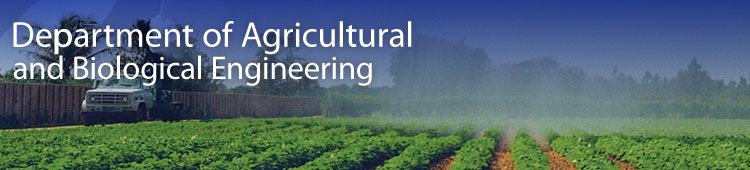 Department of Agricultural
and Biological Engineering